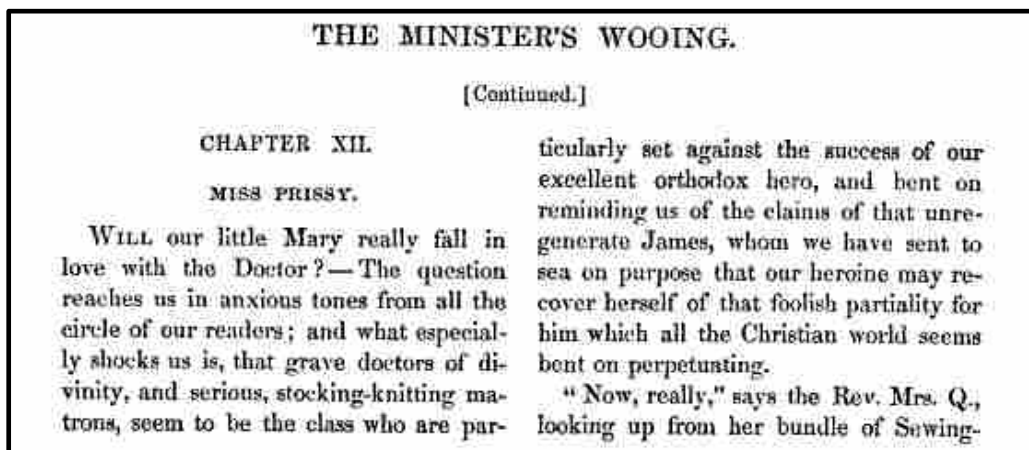 THE MINISTER'S WOOING.
[Continued.]
CHAPTER XII.
MISS PRISSY.
WILL our little Mary really fall in
love with the Doctor?—The question
reaches us in anxious tones from all the
circle of our readers; and what especial-
ly shocks us is, that grave doctors of di-
vinity, and serious, stocking-knitting ma-
trons, seem to be the class who are par-
ticularly set against the success of our
excellent orthodox hero, and bent on
reminding us of the claims of that unre-
generate James, whom we have sent to
sea on purpose that our heroine may re-
cover herself of that foolish partiality for
him which all the Christian world seems
bent on perpetuating.
"Now, really," says the Rev. Mrs. Q.,
looking up from her bundle of Sewing-